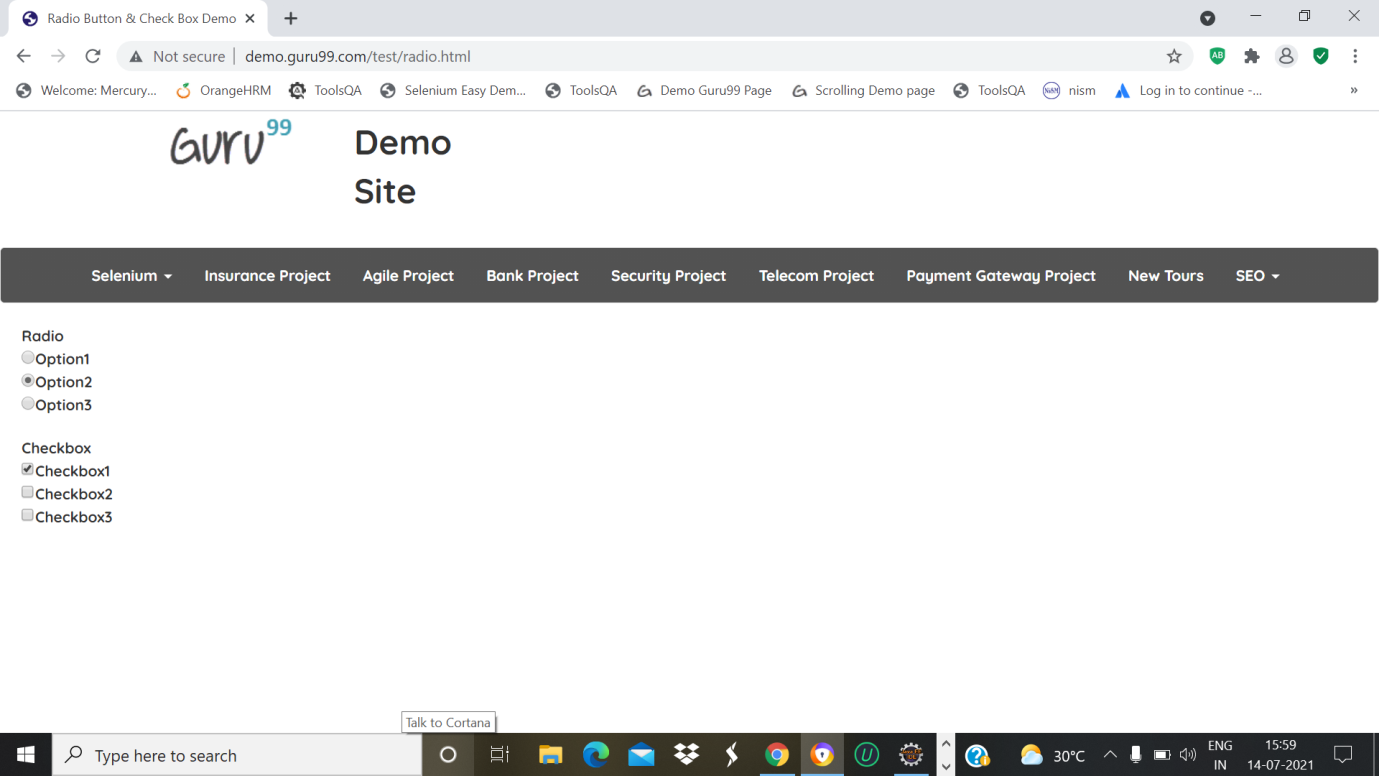 Radio Button & Check Box Demo
Not secure | demo.guru99.com/test/radio.html
AB
Welcome: Mercury... OrangeHRM ToolsQA Selenium Easy Dem... ToolsQA Demo Guru99 Page Scrolling Demo page ToolsQA nism Log in to continue -... »
Guru99
Demo
Site
Selenium Insurance Project Agile Project Bank Project Security Project Telecom Project Payment Gateway Project New Tours SEO
Radio
Option1
Option2
Option3
Checkbox
Checkbox1
Checkbox2
Checkbox3
Talk to Cortana
Type here to search
30°C
ENG
IN
15:59
14-07-2021